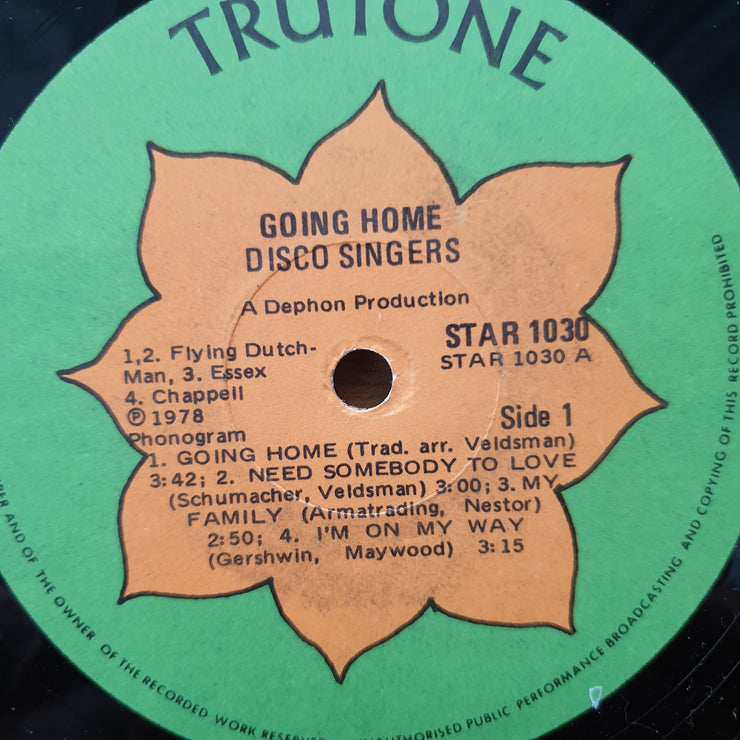 TRUTONE
GOING HOME
DISCO SINGERS
A Dephon Production
1,2. Flying Dutch-
Man, 3. Essex
4. Chappell
℗ 1978
Phonogram
STAR 1030
STAR 1030 A
Side 1
1. GOING HOME (Trad. arr. Veldsman)
3:42; 2. NEED SOMEBODY TO LOVE
(Schumacher, Veldsman) 3:00; 3. MY
FAMILY (Armatrading, Nestor)
2:50; 4. I'M ON MY WAY
(Gershwin, Maywood) 3:15
AND OF THE OWNER OF THE RECORDED WORK RESERVED PUBLIC PERFORMANCE BROADCASTING AND COPYING OF THIS RECORD PROHIBITED